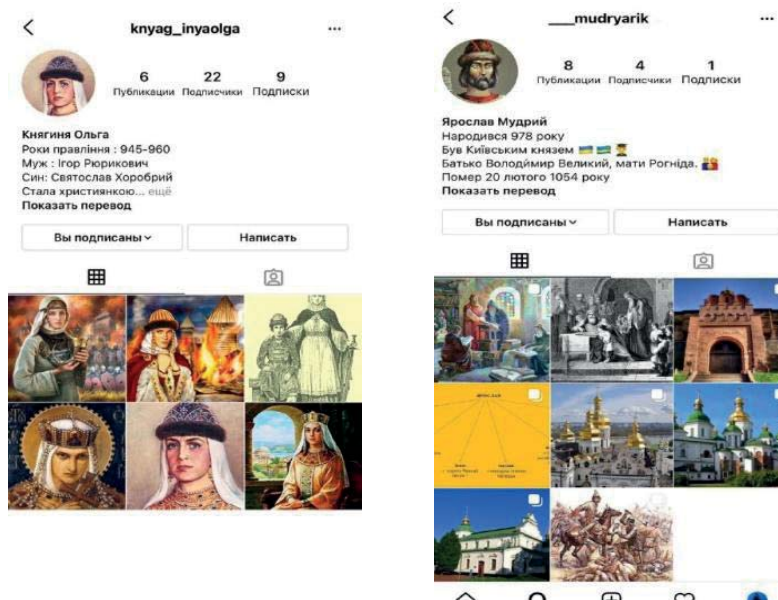 knyag_inyaolga
6 22 9
Публикации Подписчики Подписки
Княгиня Ольга
Роки правління : 945-960
Муж : Ігор Рюрикович
Син: Святослав Хоробрий
Стала християнкою... ещё
Показать перевод
Вы подписаны Написать
___mudryarik
8 4 1
Публикации Подписчики Подписки
Ярослав Мудрий
Народився 978 року
Був Київським князем
Батько Володймир Великий, мати Рогніда.
Помер 20 лютого 1054 року
Показать перевод
Вы подписаны Написать
ЯРОСЛАВ